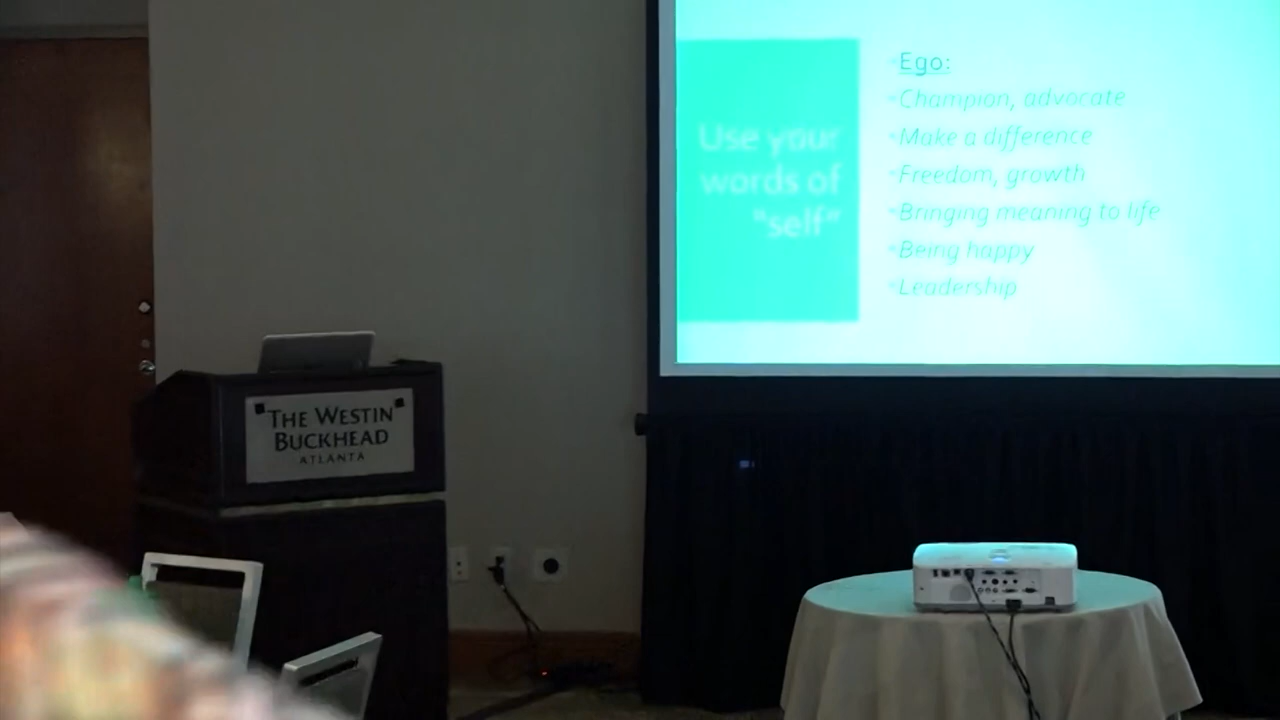 Use your
words of
"self"
Ego:
Champion, advocate
Make a difference
Freedom, growth
Bringing meaning to life
Being happy
Leadership
THE WESTIN
BUCKHEAD
ATLANTA